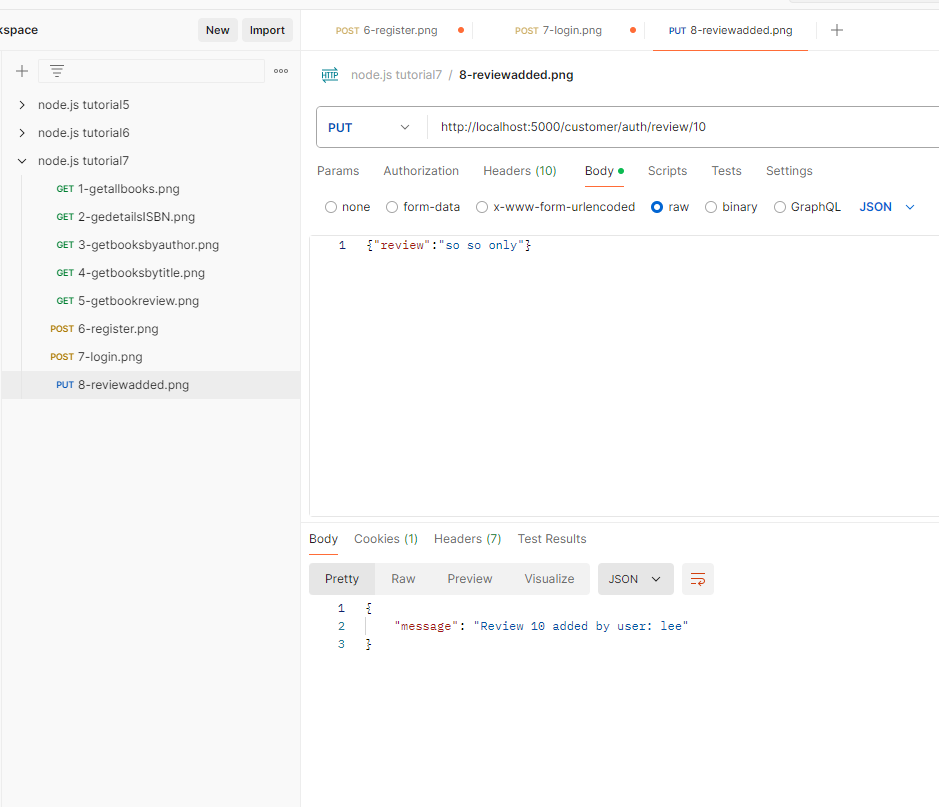 kspace
New
Import
POST 6-register.png
POST 7-login.png
PUT 8-reviewadded.png
node.js tutorial5
node.js tutorial6
node.js tutorial7
GET 1-getallbooks.png
GET 2-gedetailsISBN.png
GET 3-getbooksbyauthor.png
GET 4-getbooksbytitle.png
GET 5-getbookreview.png
POST 6-register.png
POST 7-login.png
PUT 8-reviewadded.png
HTTP node.js tutorial7 / 8-reviewadded.png
PUT http://localhost:5000/customer/auth/review/10
Params Authorization Headers (10) Body Scripts Tests Settings
none form-data x-www-form-urlencoded raw binary GraphQL JSON
1 {"review":"so so only"}
Body Cookies (1) Headers (7) Test Results
Pretty Raw Preview Visualize JSON
1 {
2 "message": "Review 10 added by user: lee"
3 }